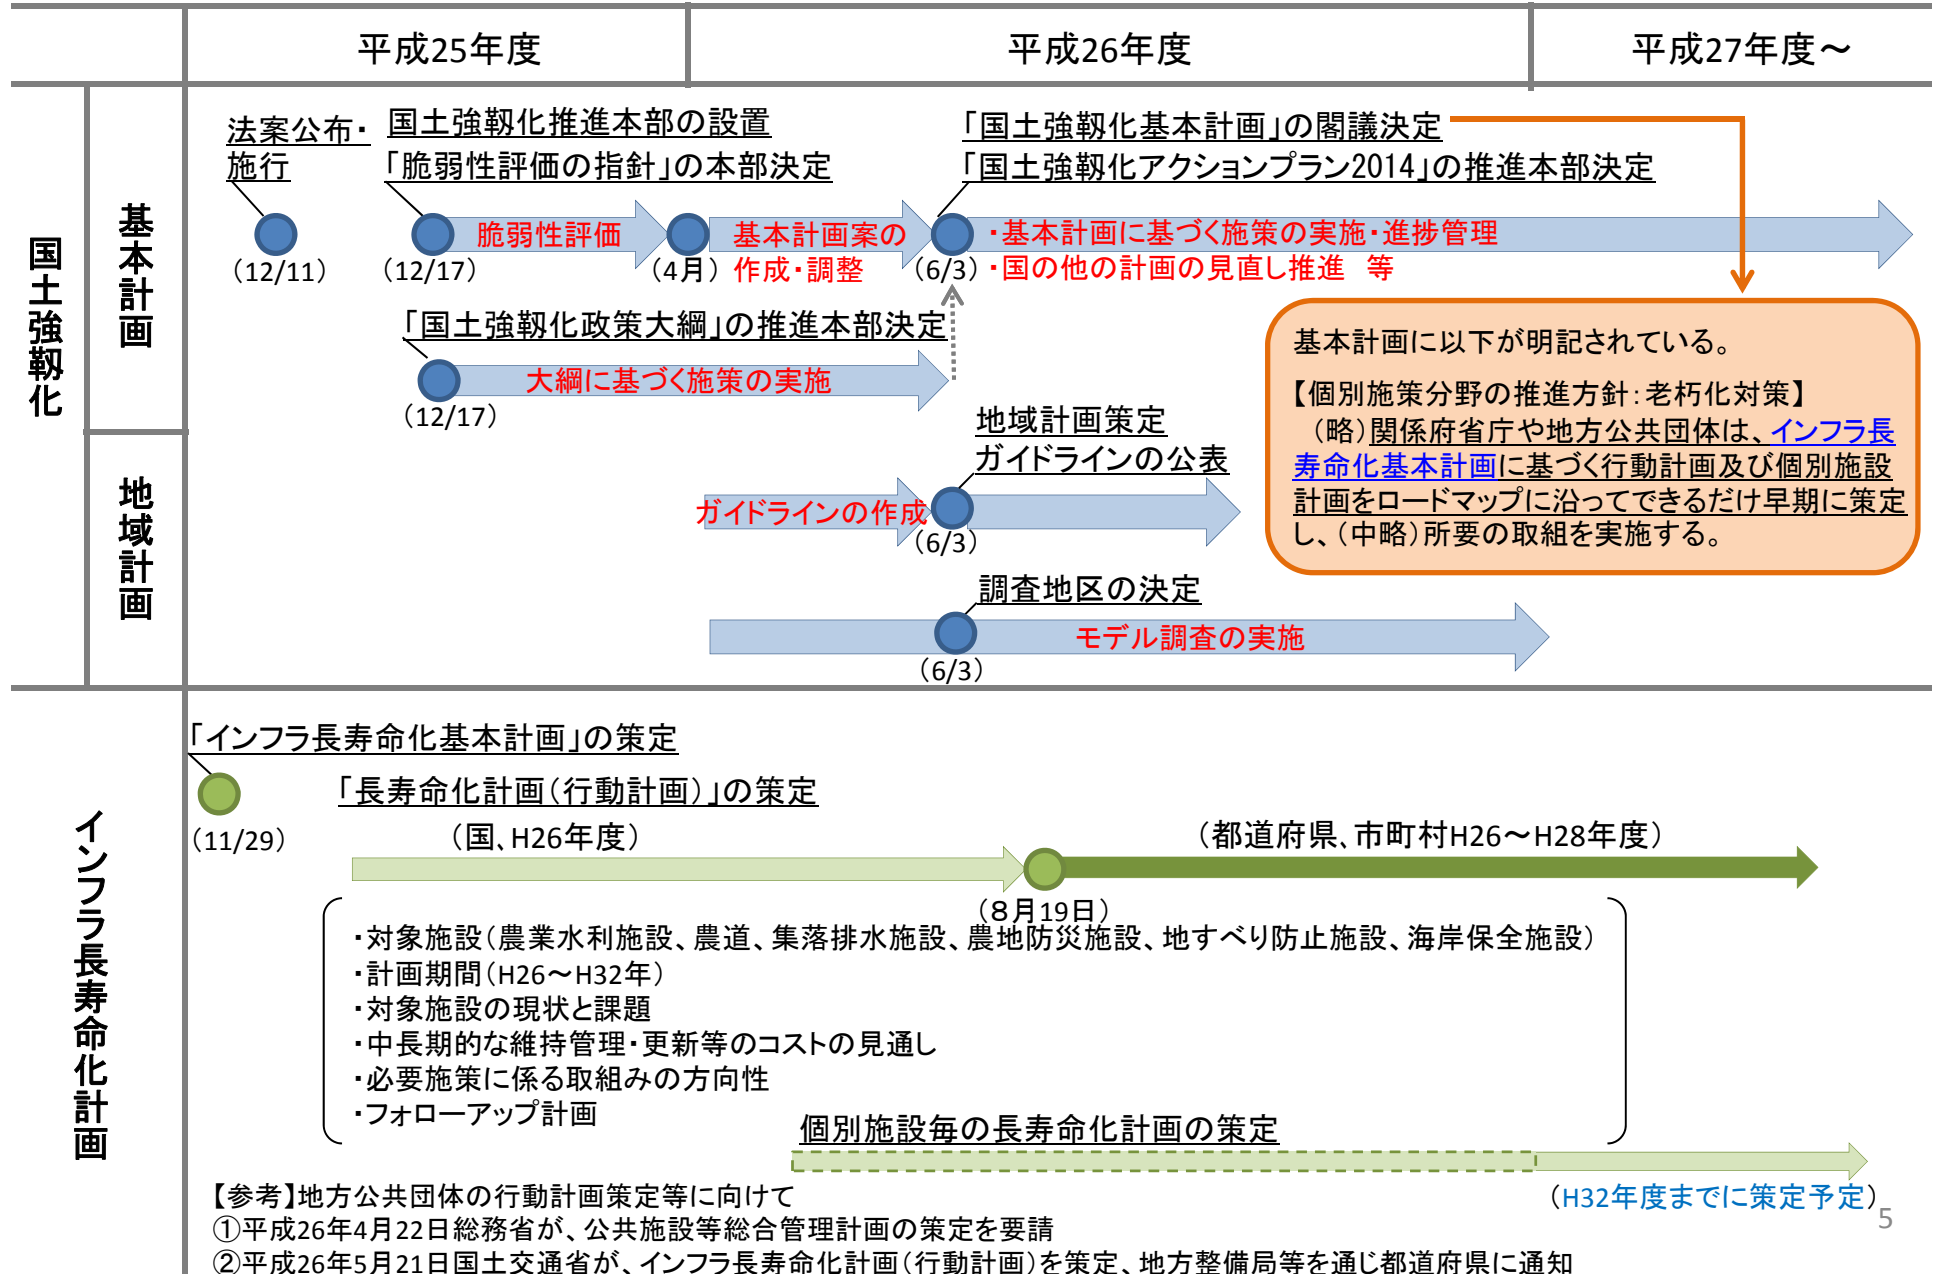 平成25年度
平成26年度
平成27年度～
国土強靱化
基本計画
法案公布・
施行
(12/11)
国土強靱化推進本部の設置
「脆弱性評価の指針」の本部決定
脆弱性評価
(12/17)
(4月)
基本計画案の
作成・調整
「国土強靱化基本計画」の閣議決定
「国土強靱化アクションプラン2014」の推進本部決定
(6/3)
・基本計画に基づく施策の実施・進捗管理
・国の他の計画の見直し推進 等
「国土強靱化政策大綱」の推進本部決定
大綱に基づく施策の実施
(12/17)
基本計画に以下が明記されている。
【個別施策分野の推進方針：老朽化対策】
(略)関係府省庁や地方公共団体は、インフラ長
寿命化基本計画に基づく行動計画及び個別施設
計画をロードマップに沿ってできるだけ早期に策定
し、(中略)所要の取組を実施する。
地域計画
地域計画策定
ガイドラインの公表
ガイドラインの作成
(6/3)
調査地区の決定
モデル調査の実施
(6/3)
インフラ長寿命化計画
「インフラ長寿命化基本計画」の策定
(11/29)
「長寿命化計画(行動計画)」の策定
(国、H26年度)
(都道府県、市町村H26～H28年度)
(８月19日)
・対象施設(農業水利施設、農道、集落排水施設、農地防災施設、地すべり防止施設、海岸保全施設)
・計画期間(H26～H32年)
・対象施設の現状と課題
・中長期的な維持管理・更新等のコストの見通し
・必要施策に係る取組みの方向性
・フォローアップ計画
個別施設毎の長寿命化計画の策定
(H32年度までに策定予定)
【参考】地方公共団体の行動計画策定等に向けて
①平成26年4月22日総務省が、公共施設等総合管理計画の策定を要請
②平成26年5月21日国土交通省が、インフラ長寿命化計画(行動計画)を策定、地方整備局等を通じ都道府県に通知
5